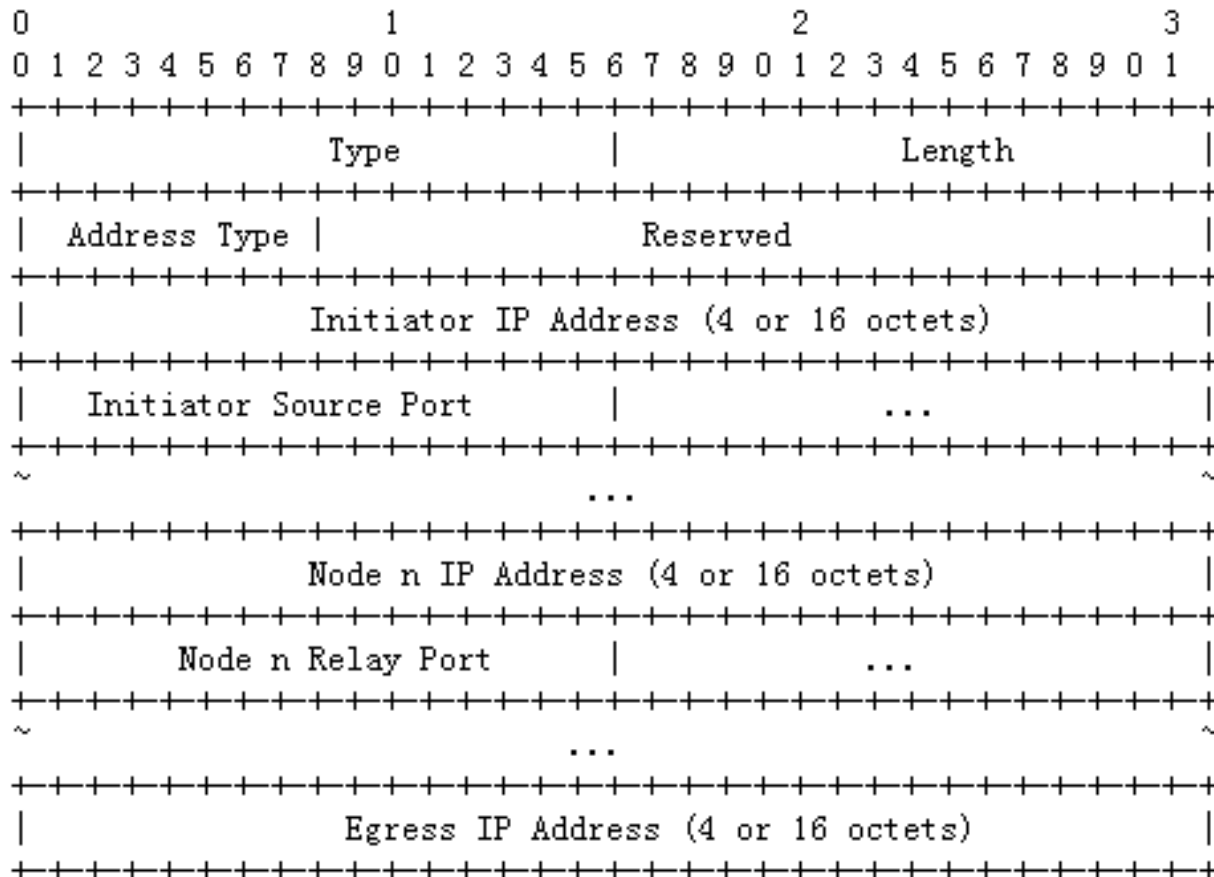 0 1 2 3
0 1 2 3 4 5 6 7 8 9 0 1 2 3 4 5 6 7 8 9 0 1 2 3 4 5 6 7 8 9 0 1
+-+-+-+-+-+-+-+-+-+-+-+-+-+-+-+-+-+-+-+-+-+-+-+-+-+-+-+-+-+-+-+-+
| Type | Length |
+-+-+-+-+-+-+-+-+-+-+-+-+-+-+-+-+-+-+-+-+-+-+-+-+-+-+-+-+-+-+-+-+
| Address Type | Reserved |
+-+-+-+-+-+-+-+-+-+-+-+-+-+-+-+-+-+-+-+-+-+-+-+-+-+-+-+-+-+-+-+-+
| Initiator IP Address (4 or 16 octets) |
+-+-+-+-+-+-+-+-+-+-+-+-+-+-+-+-+-+-+-+-+-+-+-+-+-+-+-+-+-+-+-+-+
| Initiator Source Port | ... |
+-+-+-+-+-+-+-+-+-+-+-+-+-+-+-+-+-+-+-+-+-+-+-+-+-+-+-+-+-+-+-+-+
~ ... ~
+-+-+-+-+-+-+-+-+-+-+-+-+-+-+-+-+-+-+-+-+-+-+-+-+-+-+-+-+-+-+-+-+
| Node n IP Address (4 or 16 octets) |
+-+-+-+-+-+-+-+-+-+-+-+-+-+-+-+-+-+-+-+-+-+-+-+-+-+-+-+-+-+-+-+-+
| Node n Relay Port | ... |
+-+-+-+-+-+-+-+-+-+-+-+-+-+-+-+-+-+-+-+-+-+-+-+-+-+-+-+-+-+-+-+-+
~ ... ~
+-+-+-+-+-+-+-+-+-+-+-+-+-+-+-+-+-+-+-+-+-+-+-+-+-+-+-+-+-+-+-+-+
| Egress IP Address (4 or 16 octets) |
+-+-+-+-+-+-+-+-+-+-+-+-+-+-+-+-+-+-+-+-+-+-+-+-+-+-+-+-+-+-+-+-+